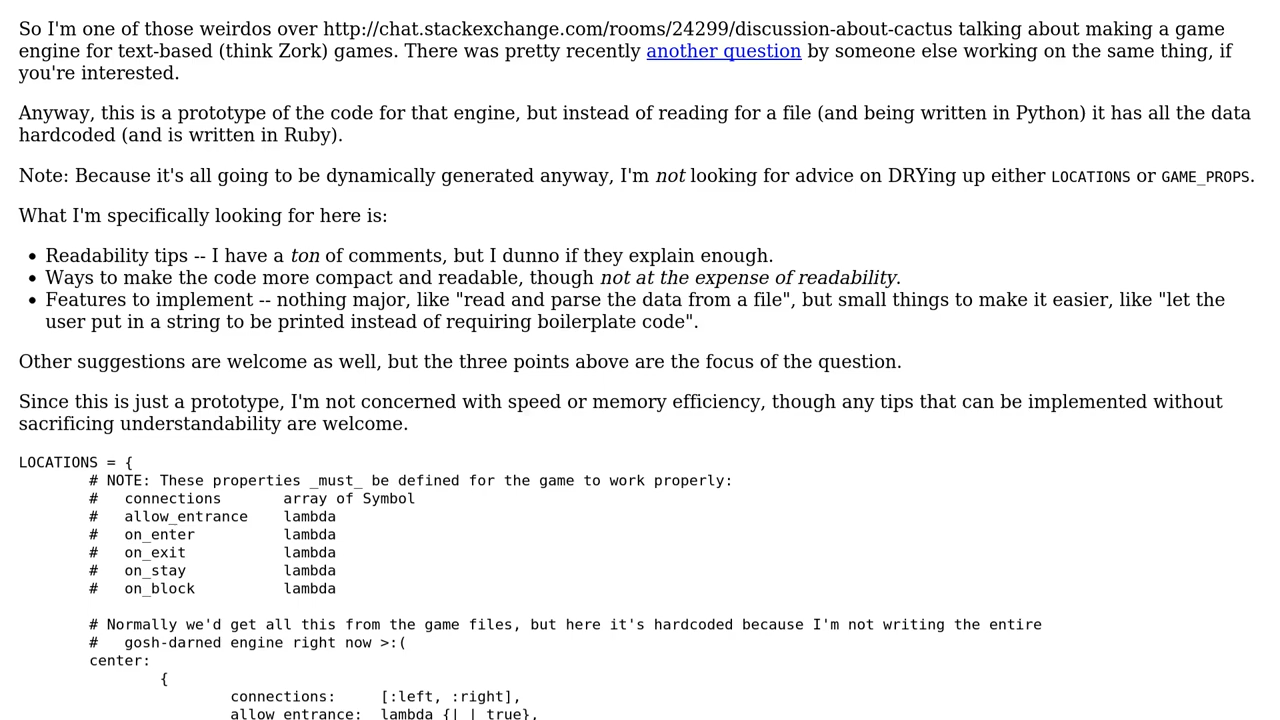 So I'm one of those weirdos over http://chat.stackexchange.com/rooms/24299/discussion-about-cactus talking about making a game
engine for text-based (think Zork) games. There was pretty recently another question by someone else working on the same thing, if
you're interested.
Anyway, this is a prototype of the code for that engine, but instead of reading for a file (and being written in Python) it has all the data
hardcoded (and is written in Ruby).
Note: Because it's all going to be dynamically generated anyway, I'm not looking for advice on DRYing up either LOCATIONS or GAME_PROPS.
What I'm specifically looking for here is:
• Readability tips -- I have a ton of comments, but I dunno if they explain enough.
• Ways to make the code more compact and readable, though not at the expense of readability.
• Features to implement -- nothing major, like "read and parse the data from a file", but small things to make it easier, like "let the
user put in a string to be printed instead of requiring boilerplate code".
Other suggestions are welcome as well, but the three points above are the focus of the question.
Since this is just a prototype, I'm not concerned with speed or memory efficiency, though any tips that can be implemented without
sacrificing understandability are welcome.
LOCATIONS = {
# NOTE: These properties _must_ be defined for the game to work properly:
#   connections       array of Symbol
#   allow_entrance    lambda
#   on_enter          lambda
#   on_exit           lambda
#   on_stay           lambda
#   on_block          lambda
# Normally we'd get all this from the game files, but here it's hardcoded because I'm not writing the entire
#   gosh-darned engine right now >:(
center:
{
connections:     [:left, :right],
allow_entrance:  lambda {|_| true},